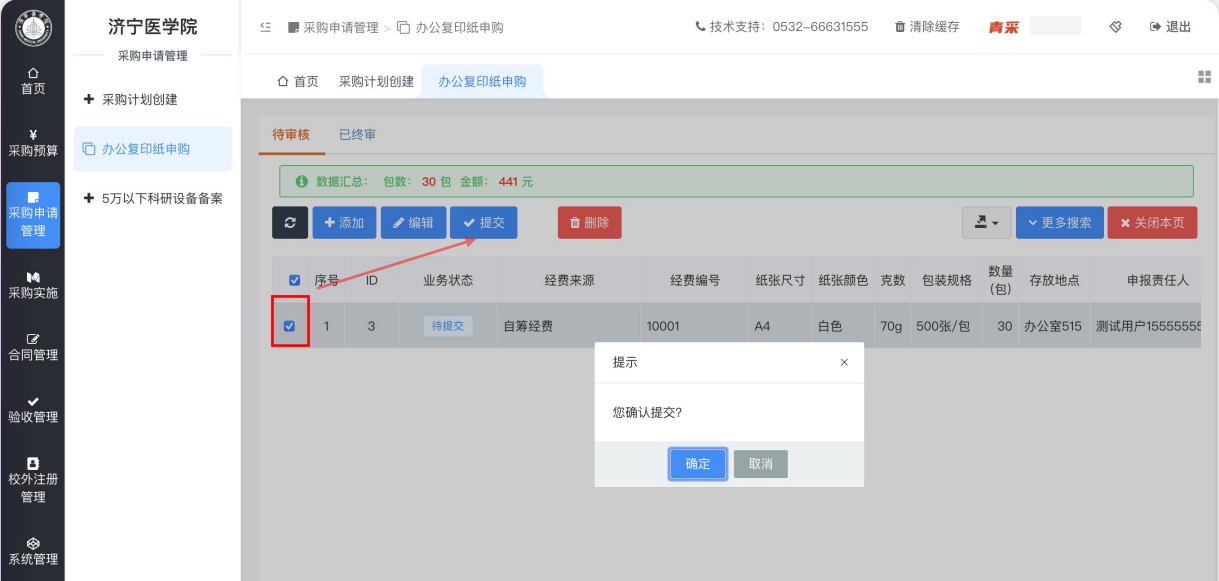 济宁医学院
采购申请管理
采购计划创建
办公复印纸申购
5万以下科研设备备案
首页
采购预算
采购申请
管理
采购实施
合同管理
验收管理
校外注册
管理
系统管理
采购申请管理 > 办公复印纸申购
技术支持：0532-66631555
清除缓存
青采
退出
首页
采购计划创建
办公复印纸申购
待审核
已终审
数据汇总： 包数： 30 包 金额： 441 元
添加
编辑
提交
删除
更多搜索
关闭本页
序号 ID 业务状态 经费来源 经费编号 纸张尺寸 纸张颜色 克数 包装规格 数量(包) 存放地点 申报责任人
1 3 待提交 自筹经费 10001 A4 白色 70g 500张/包 30 办公室515 测试用户15555555
提示 ×
您确认提交?
确定
取消